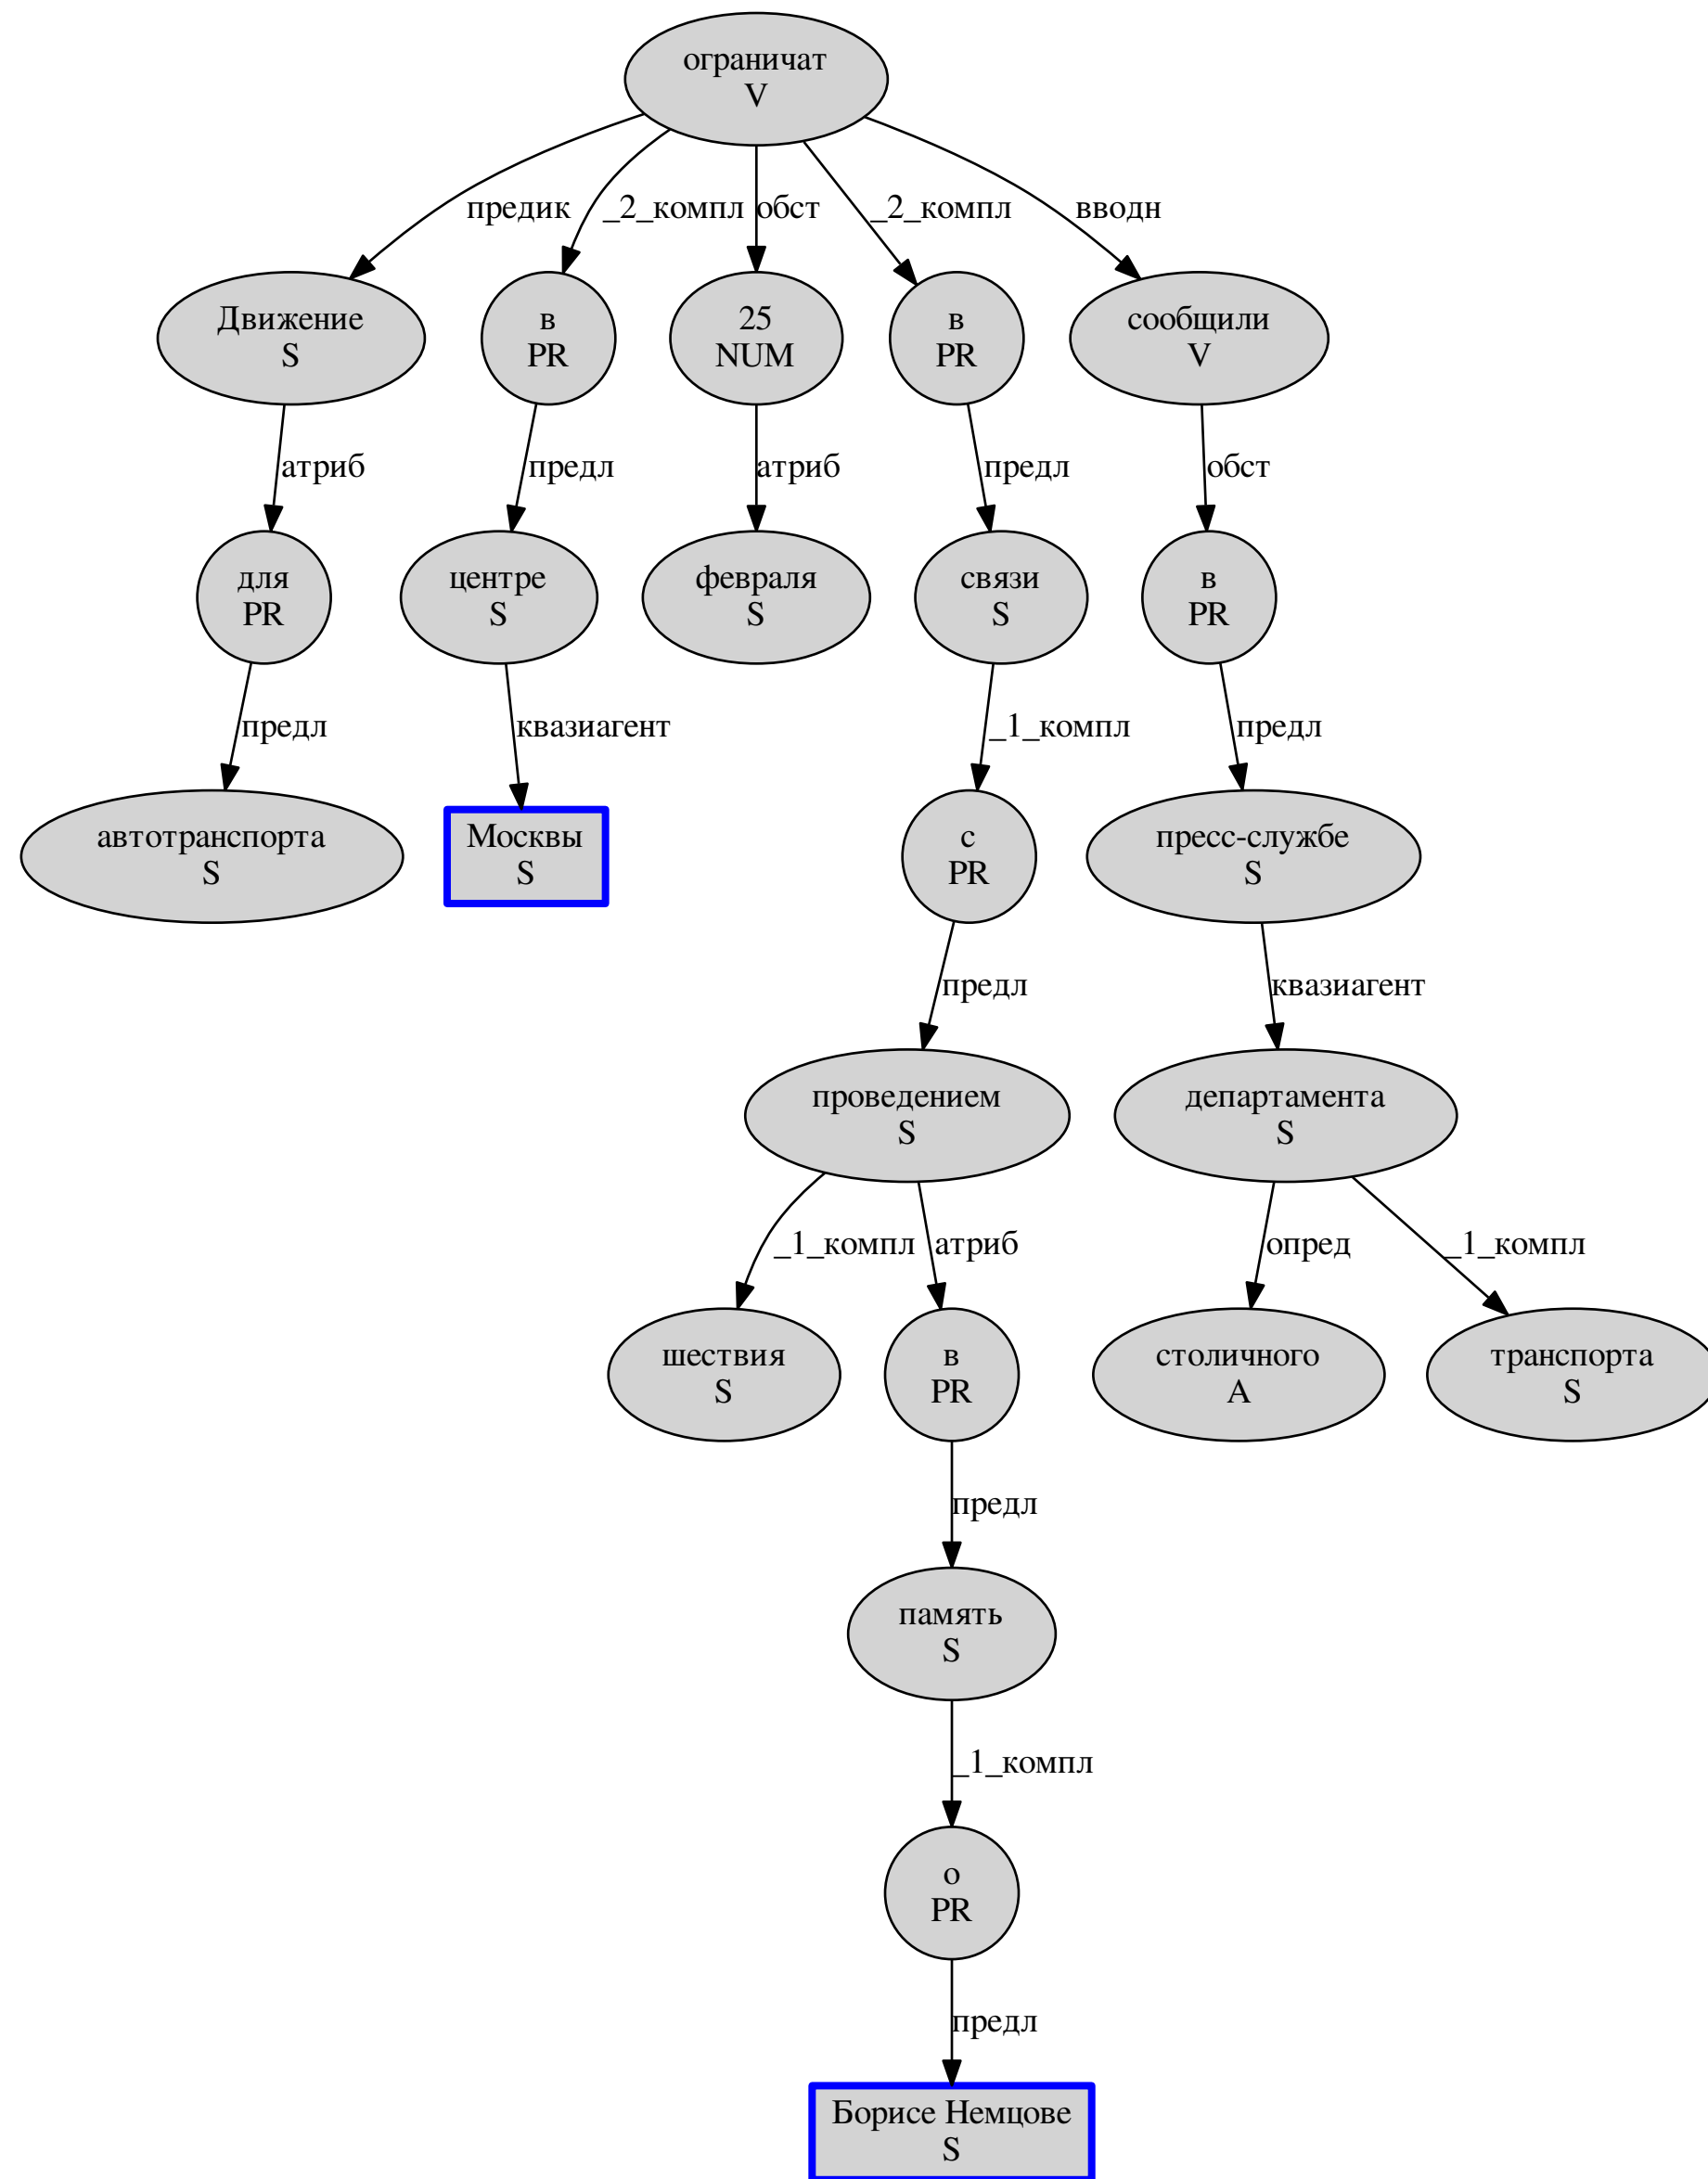 ограничат
V
предик
_2_компл
обст
_2_компл
вводн
Движение
S
в
PR
25
NUM
в
PR
сообщили
V
атриб
предл
атриб
предл
обст
для
PR
центре
S
февраля
S
связи
S
в
PR
предл
квазиагент
_1_компл
предл
автотранспорта
S
Москвы
S
с
PR
пресс-службе
S
предл
квазиагент
проведением
S
департамента
S
_1_компл
атриб
опред
_1_компл
шествия
S
в
PR
столичного
A
транспорта
S
предл
память
S
_1_компл
о
PR
предл
Борисе Немцове
S